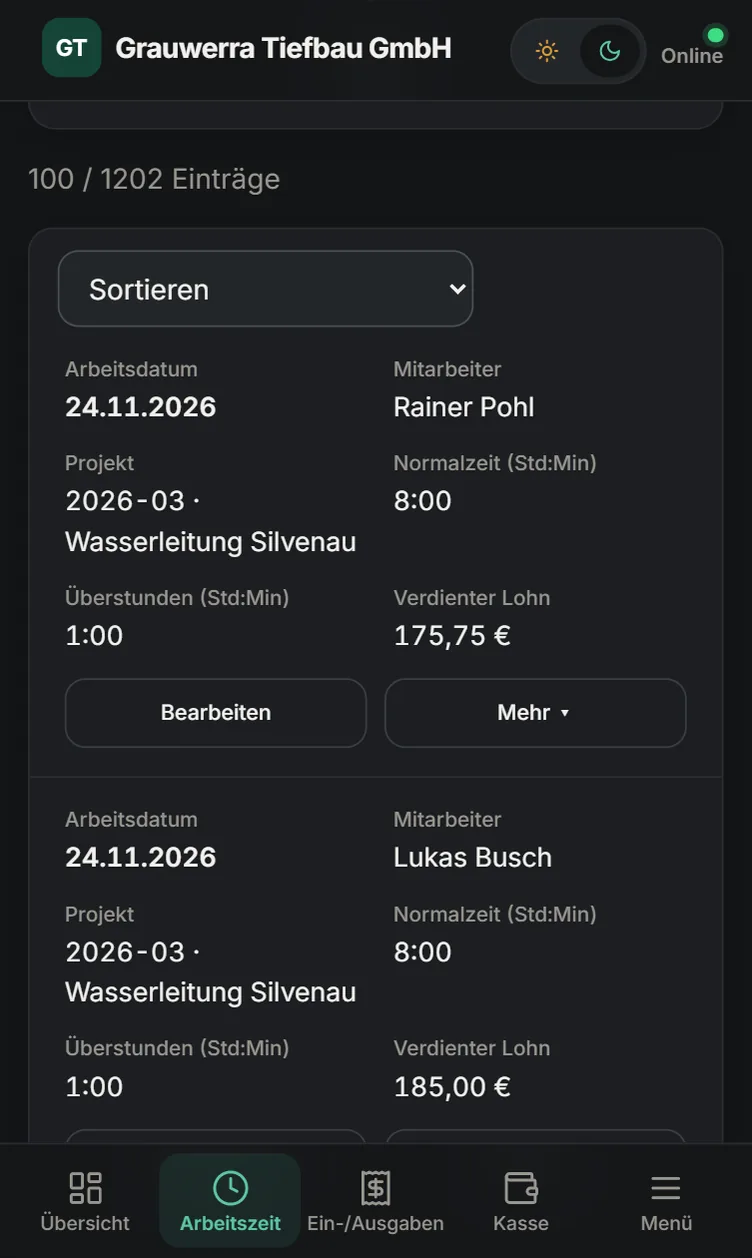 GT Grauwerra Tiefbau GmbH Online
100 / 1202 Einträge
Sortieren
Arbeitsdatum Mitarbeiter
24.11.2026 Rainer Pohl
Projekt Normalzeit (Std:Min)
2026-03 · 8:00
Wasserleitung Silvenau
Überstunden (Std:Min) Verdienter Lohn
1:00 175,75 €
Bearbeiten Mehr ▾
Arbeitsdatum Mitarbeiter
24.11.2026 Lukas Busch
Projekt Normalzeit (Std:Min)
2026-03 · 8:00
Wasserleitung Silvenau
Überstunden (Std:Min) Verdienter Lohn
1:00 185,00 €
Übersicht Arbeitszeit Ein-/Ausgaben Kasse Menü